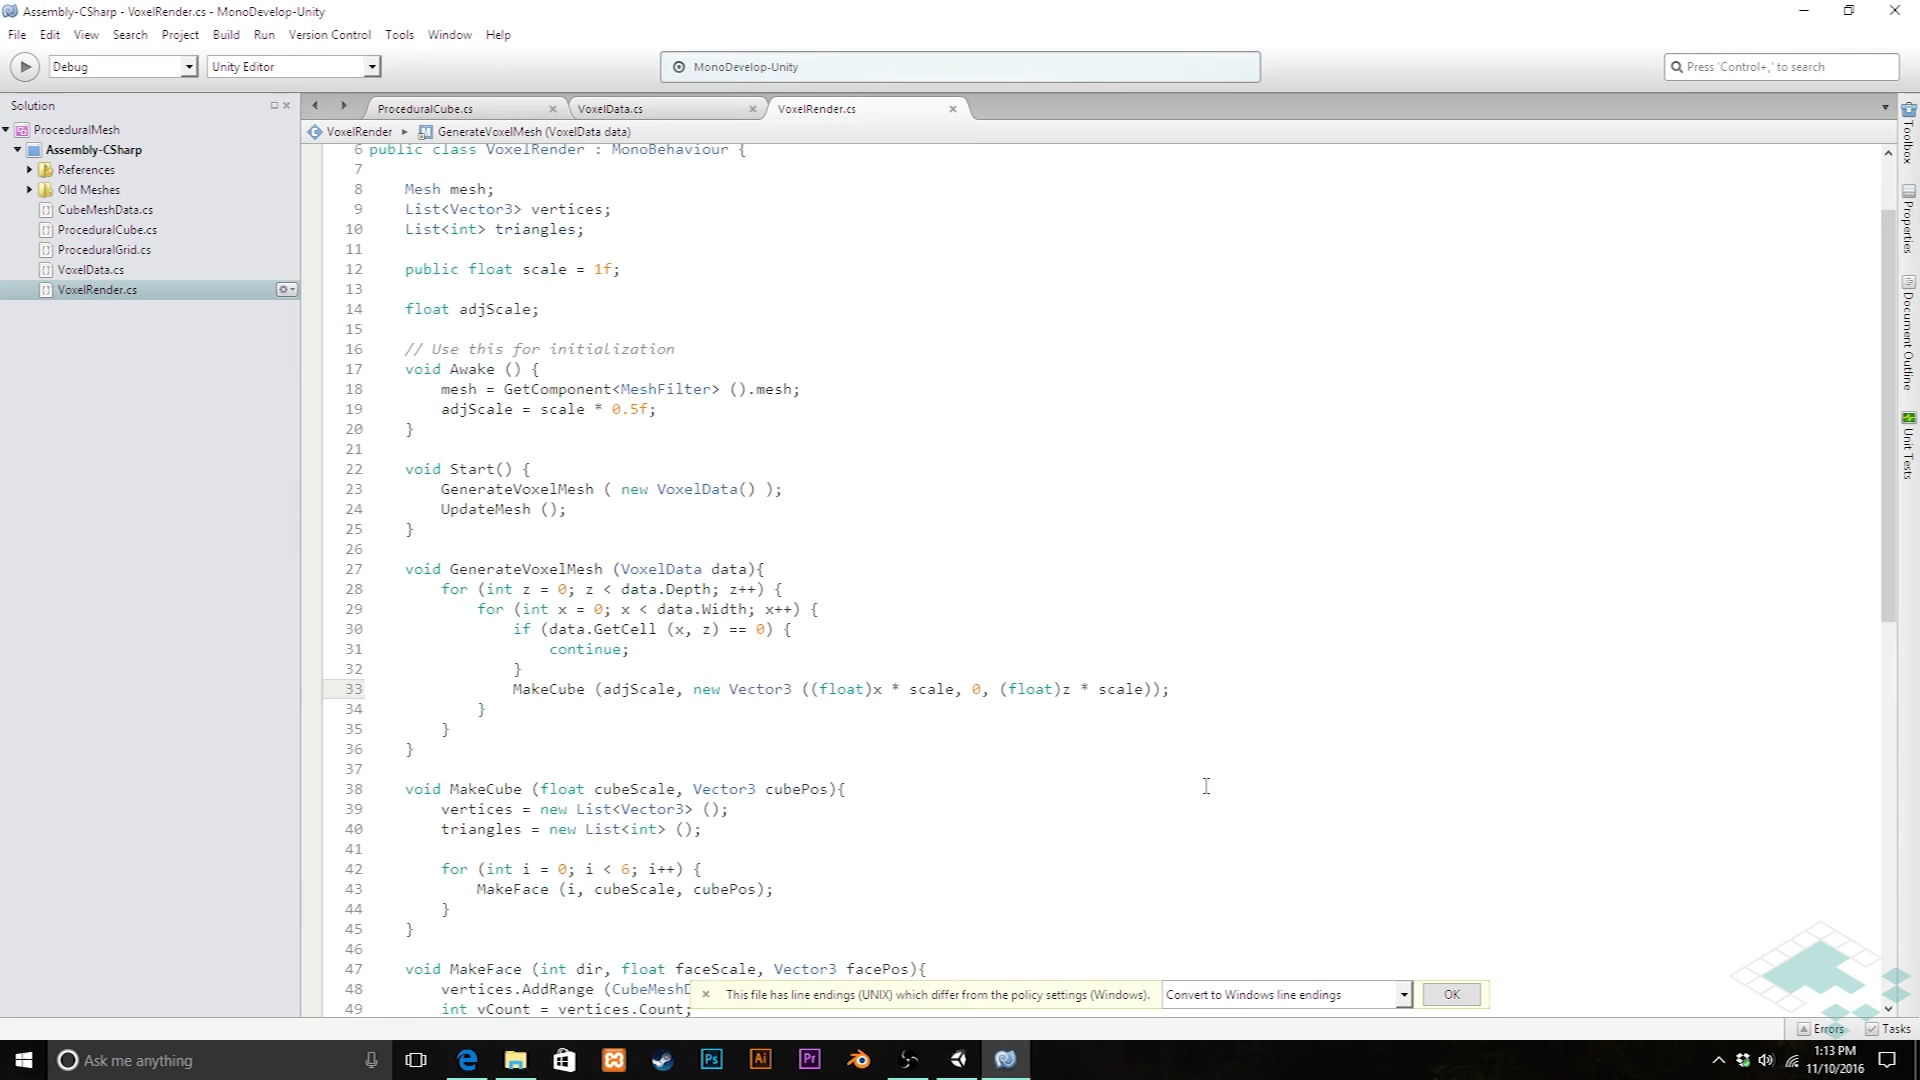 Assembly-CSharp - VoxelRender.cs - MonoDevelop-Unity
File Edit View Search Project Build Run Version Control Tools Window Help
Debug Unity Editor MonoDevelop-Unity Press 'Control+,' to search
Solution ProceduralCube.cs VoxelData.cs VoxelRender.cs
VoxelRender GenerateVoxelMesh (VoxelData data)
ProceduralMesh
Assembly-CSharp
References
Old Meshes
CubeMeshData.cs
ProceduralCube.cs
ProceduralGrid.cs
VoxelData.cs
VoxelRender.cs
6 public class VoxelRender : MonoBehaviour {
7
8 Mesh mesh;
9 List<Vector3> vertices;
10 List<int> triangles;
11
12 public float scale = 1f;
13
14 float adjScale;
15
16 // Use this for initialization
17 void Awake () {
18 mesh = GetComponent<MeshFilter> ().mesh;
19 adjScale = scale * 0.5f;
20 }
21
22 void Start() {
23 GenerateVoxelMesh ( new VoxelData() );
24 UpdateMesh ();
25 }
26
27 void GenerateVoxelMesh (VoxelData data){
28 for (int z = 0; z < data.Depth; z++) {
29 for (int x = 0; x < data.Width; x++) {
30 if (data.GetCell (x, z) == 0) {
31 continue;
32 }
33 MakeCube (adjScale, new Vector3 ((float)x * scale, 0, (float)z * scale));
34 }
35 }
36 }
37
38 void MakeCube (float cubeScale, Vector3 cubePos){
39 vertices = new List<Vector3> ();
40 triangles = new List<int> ();
41
42 for (int i = 0; i < 6; i++) {
43 MakeFace (i, cubeScale, cubePos);
44 }
45 }
46
47 void MakeFace (int dir, float faceScale, Vector3 facePos){
48 vertices.AddRange (CubeMeshD
49 int vCount = vertices.Count;
This file has line endings (UNIX) which differ from the policy settings (Windows). Convert to Windows line endings OK
Toolbox
Properties
Document Outline
Unit Tests
Errors Tasks
Ask me anything
Ps Ai Pr
1:13 PM
11/10/2016